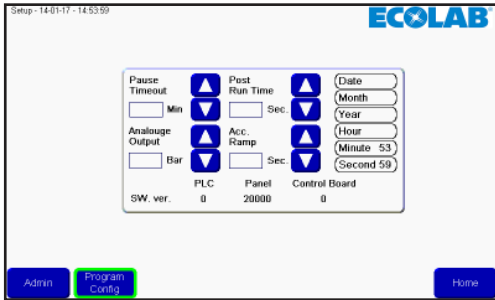 Setup - 14-01-17 - 14:53:59
ECOLAB®
Pause Timeout
Min
Post Run Time
Sec.
Analouge Output
Bar
Acc. Ramp
Sec.
Date
Month
Year
Hour
Minute 53
Second 59
PLC Panel Control Board
SW. ver. 0 20000 0
Admin
Program Config
Home